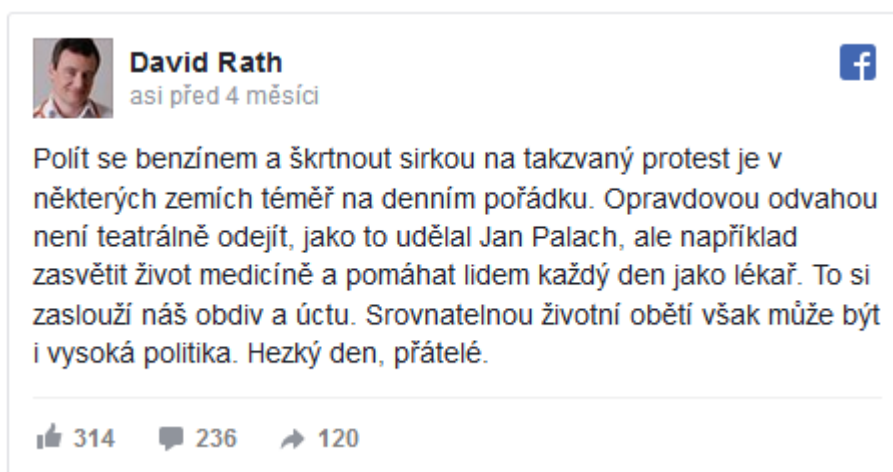 David Rath
asi před 4 měsíci
Polít se benzínem a škrtnout sirkou na takzvaný protest je v
některých zemích téměř na denním pořádku. Opravdovou odvahou
není teatrálně odejít, jako to udělal Jan Palach, ale například
zasvětit život medicíně a pomáhat lidem každý den jako lékař. To si
zaslouží náš obdiv a úctu. Srovnatelnou životní obětí však může být
i vysoká politika. Hezký den, přátelé.
314 236 120